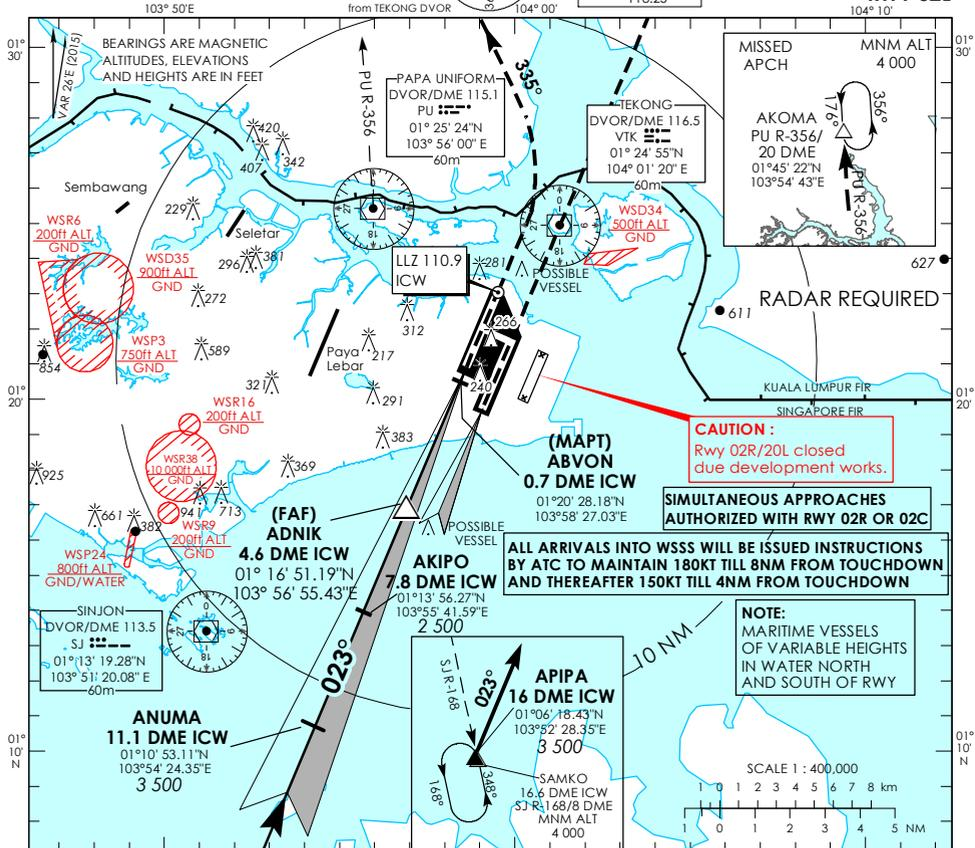 103° 50'E
from TEKONG DVOR
104° 00'
104° 10'
01°
30'
01°
30'
VAR 26'E (2015)
BEARINGS ARE MAGNETIC
ALTITUDES, ELEVATIONS
AND HEIGHTS ARE IN FEET
PU R-356
PAPA UNIFORM
DVOR/DME 115.1
PU
01° 25' 24"N
103° 56' 00" E
60m
335°
TEKONG
DVOR/DME 116.5
VTK
01° 24' 55"N
104° 01' 20" E
60m
MISSED
APCH
MNM ALT
4 000
176°
356°
AKOMA
PU R-356/
20 DME
01°45' 22"N
103°54' 43"E
PU R-356
420
407
342
Sembawang
229
Seletar
WSR6
200ft ALT
GND
WSD35
900ft ALT
GND
296
381
272
WSP3
750ft ALT
GND
854
589
LLZ 110.9
ICW
281
POSSIBLE
VESSEL
WSD34
500ft ALT
GND
627
611
RADAR REQUIRED
312
266
217
Paya
Lebar
240
321
291
01°
20'
01°
20'
KUALA LUMPUR FIR
SINGAPORE FIR
WSR16
200ft ALT
GND
383
369
WSR38
10 000ft ALT
GND
925
941
713
WSR9
200ft ALT
GND
661
382
WSP24
800ft ALT
GND/WATER
CAUTION :
Rwy 02R/20L closed
due development works.
(MAPT)
ABVON
0.7 DME ICW
01°20' 28.18"N
103°58' 27.03"E
SIMULTANEOUS APPROACHES
AUTHORIZED WITH RWY 02R OR 02C
(FAF)
ADNIK
4.6 DME ICW
01° 16' 51.19"N
103° 56' 55.43"E
POSSIBLE
VESSEL
ALL ARRIVALS INTO WSSS WILL BE ISSUED INSTRUCTIONS
BY ATC TO MAINTAIN 180KT TILL 8NM FROM TOUCHDOWN
AND THEREAFTER 150KT TILL 4NM FROM TOUCHDOWN
AKIPO
7.8 DME ICW
01°13' 56.27"N
103°55' 41.59"E
2 500
NOTE:
MARITIME VESSELS
OF VARIABLE HEIGHTS
IN WATER NORTH
AND SOUTH OF RWY
SINJON
DVOR/DME 113.5
SJ
01°13' 19.28"N
103° 51' 20.08" E
60m
023°
10 NM
SJ R-168
023°
APIPA
16 DME ICW
01°06' 18.43"N
103°52' 28.35"E
3 500
ANUMA
11.1 DME ICW
01°10' 53.11"N
103°54' 24.35"E
3 500
168°
348°
SAMKO
16.6 DME ICW
SJ R-168/8 DME
MNM ALT
4 000
01°
10'
N
01°
10'
N
SCALE 1 : 400,000
1 0 1 2 3 4 5 6 7 8 km
1 0 1 2 3 4 5 NM